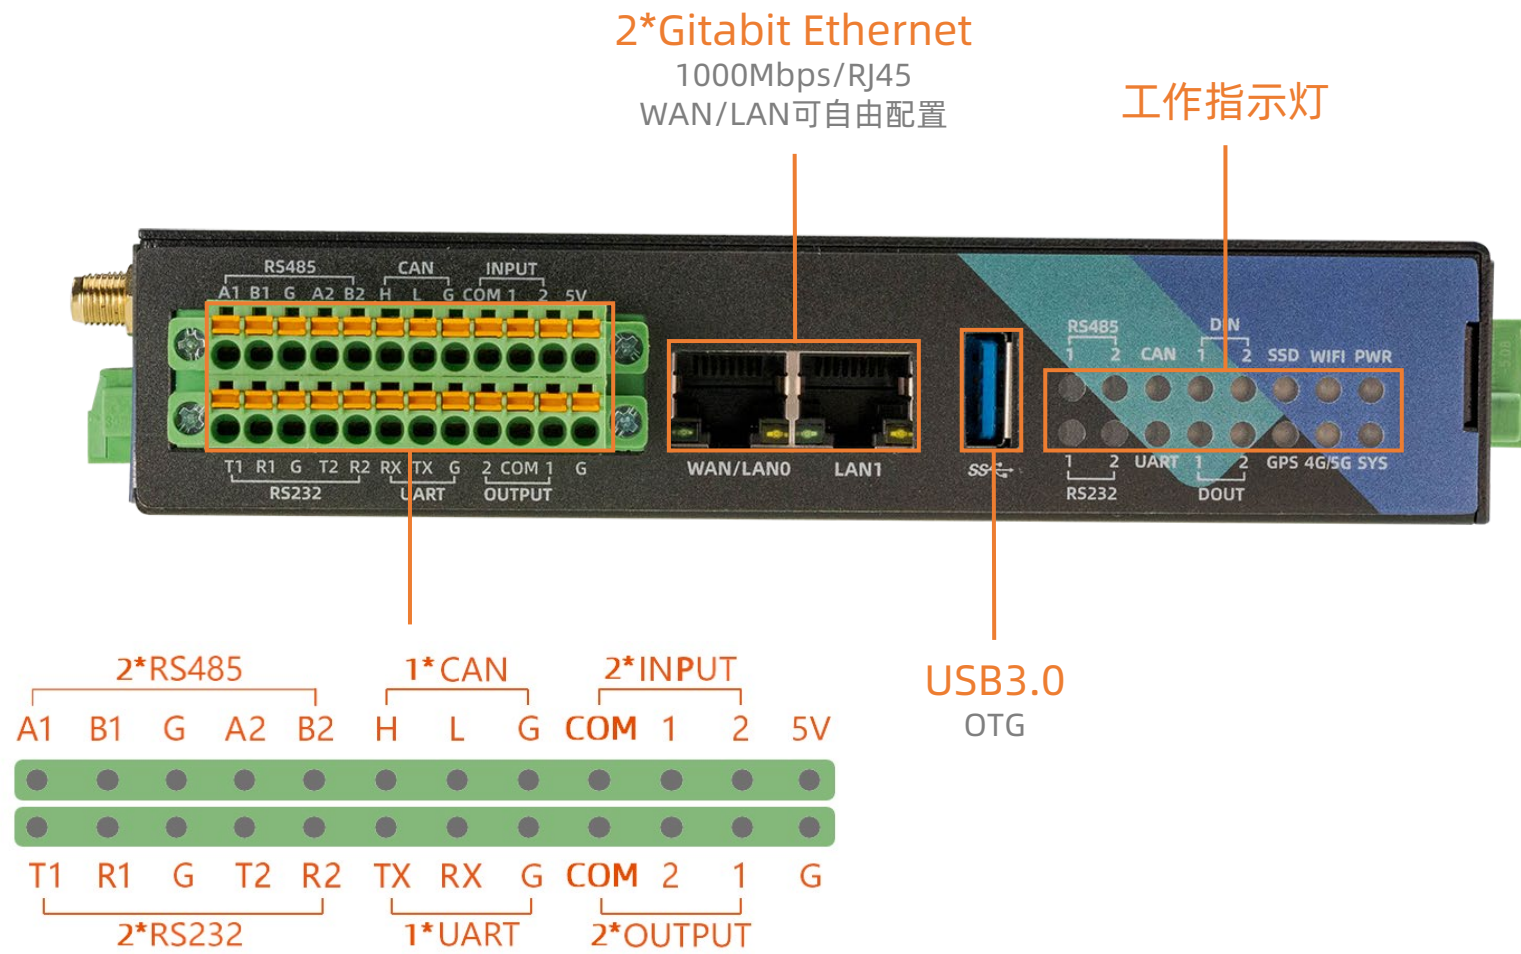 2*Gitabit Ethernet
1000Mbps/RJ45
WAN/LAN可自由配置
工作指示灯
RS485 CAN INPUT
A1 B1 G A2 B2 H L G COM 1 2 5V
T1 R1 G T2 R2 RX TX G 2 COM 1 G
RS232 UART OUTPUT
WAN/LAN0 LAN1
SS
RS485 DIN
1 2 CAN 1 2 SSD WIFI PWR
1 2 UART 1 2 GPS 4G/5G SYS
RS232 DOUT
5.08
USB3.0
OTG
2*RS485 1*CAN 2*INPUT
A1 B1 G A2 B2 H L G COM 1 2 5V
T1 R1 G T2 R2 TX RX G COM 2 1 G
2*RS232 1*UART 2*OUTPUT